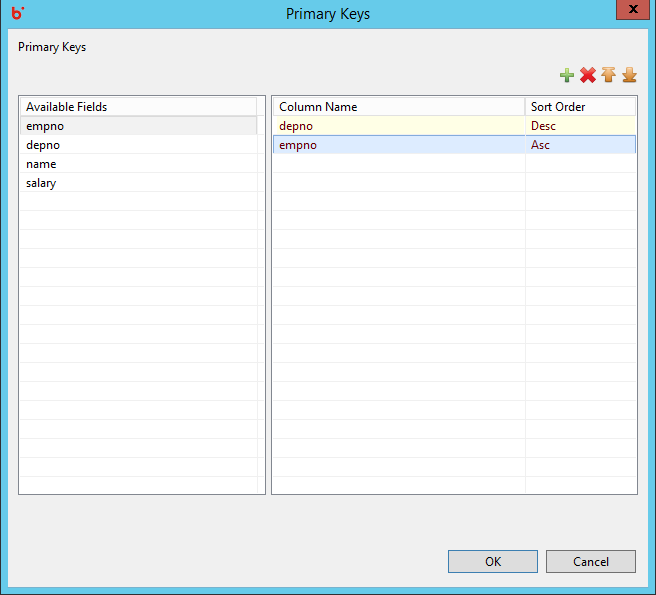 Primary Keys
Primary Keys
Available Fields
empno
depno
name
salary
Column Name Sort Order
depno Desc
empno Asc
OK Cancel